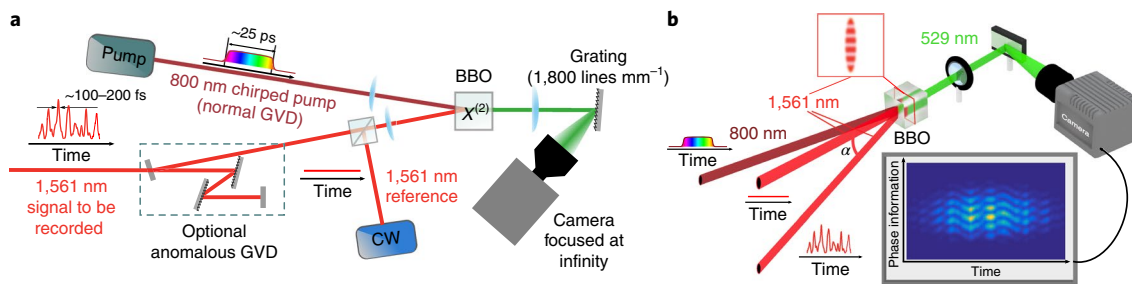 a
Pump
~25 ps
800 nm chirped pump
(normal GVD)
BBO
Χ(2)
Grating
(1,800 lines mm–1)
~100–200 fs
Time
1,561 nm
signal to be
recorded
Optional
anomalous GVD
Time
1,561 nm
reference
CW
Camera
focused at
infinity
b
529 nm
1,561 nm
800 nm
BBO
Camera
Time
α
Time
Time
Phase information
Time